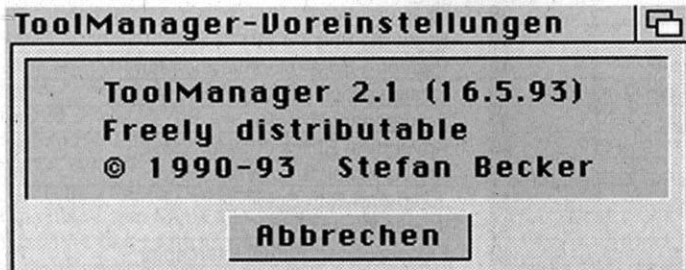 ToolManager-Voreinstellungen
ToolManager 2.1 (16.5.93)
Freely distributable
© 1990-93 Stefan Becker
Abbrechen